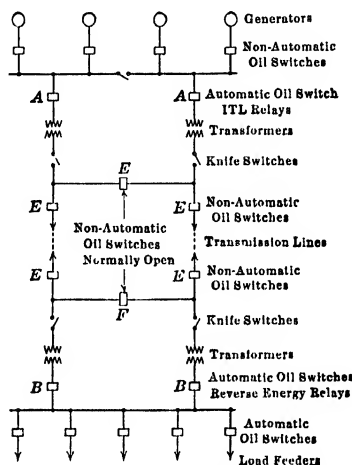 Generators
Non-Automatic
Oil Switches
A
A
Automatic Oil Switch
ITL Relays
Transformers
Knife Switches
E
E
E
Non-Automatic
Oil Switches
Non-Automatic
Oil Switches
Normally Open
Transmission Lines
E
E
Non-Automatic
Oil Switches
F
Knife Switches
Transformers
B
B
Automatic Oil Switches
Reverse Energy Relays
Automatic
Oil Switches
Load Feeders